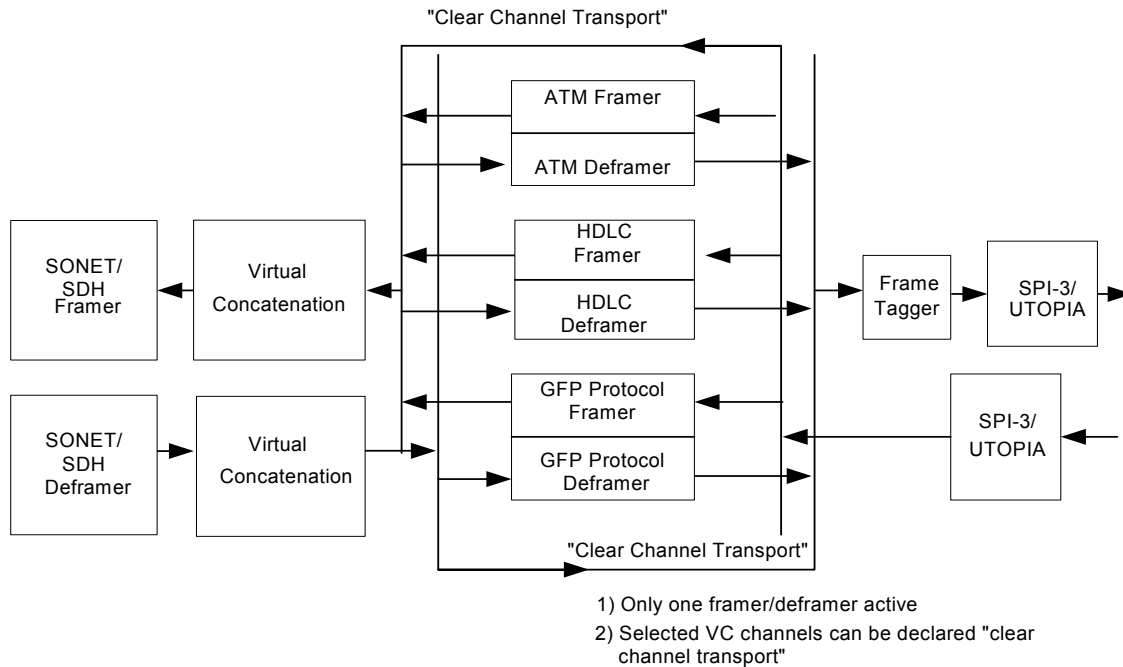 "Clear Channel Transport"
ATM Framer
ATM Deframer
HDLC
Framer
HDLC
Deframer
GFP Protocol
Framer
GFP Protocol
Deframer
SONET/
SDH
Framer
Virtual
Concatenation
Frame
Tagger
SPI-3/
UTOPIA
SONET/
SDH
Deframer
Virtual
Concatenation
SPI-3/
UTOPIA
"Clear Channel Transport"
1) Only one framer/deframer active
2) Selected VC channels can be declared "clear
channel transport"